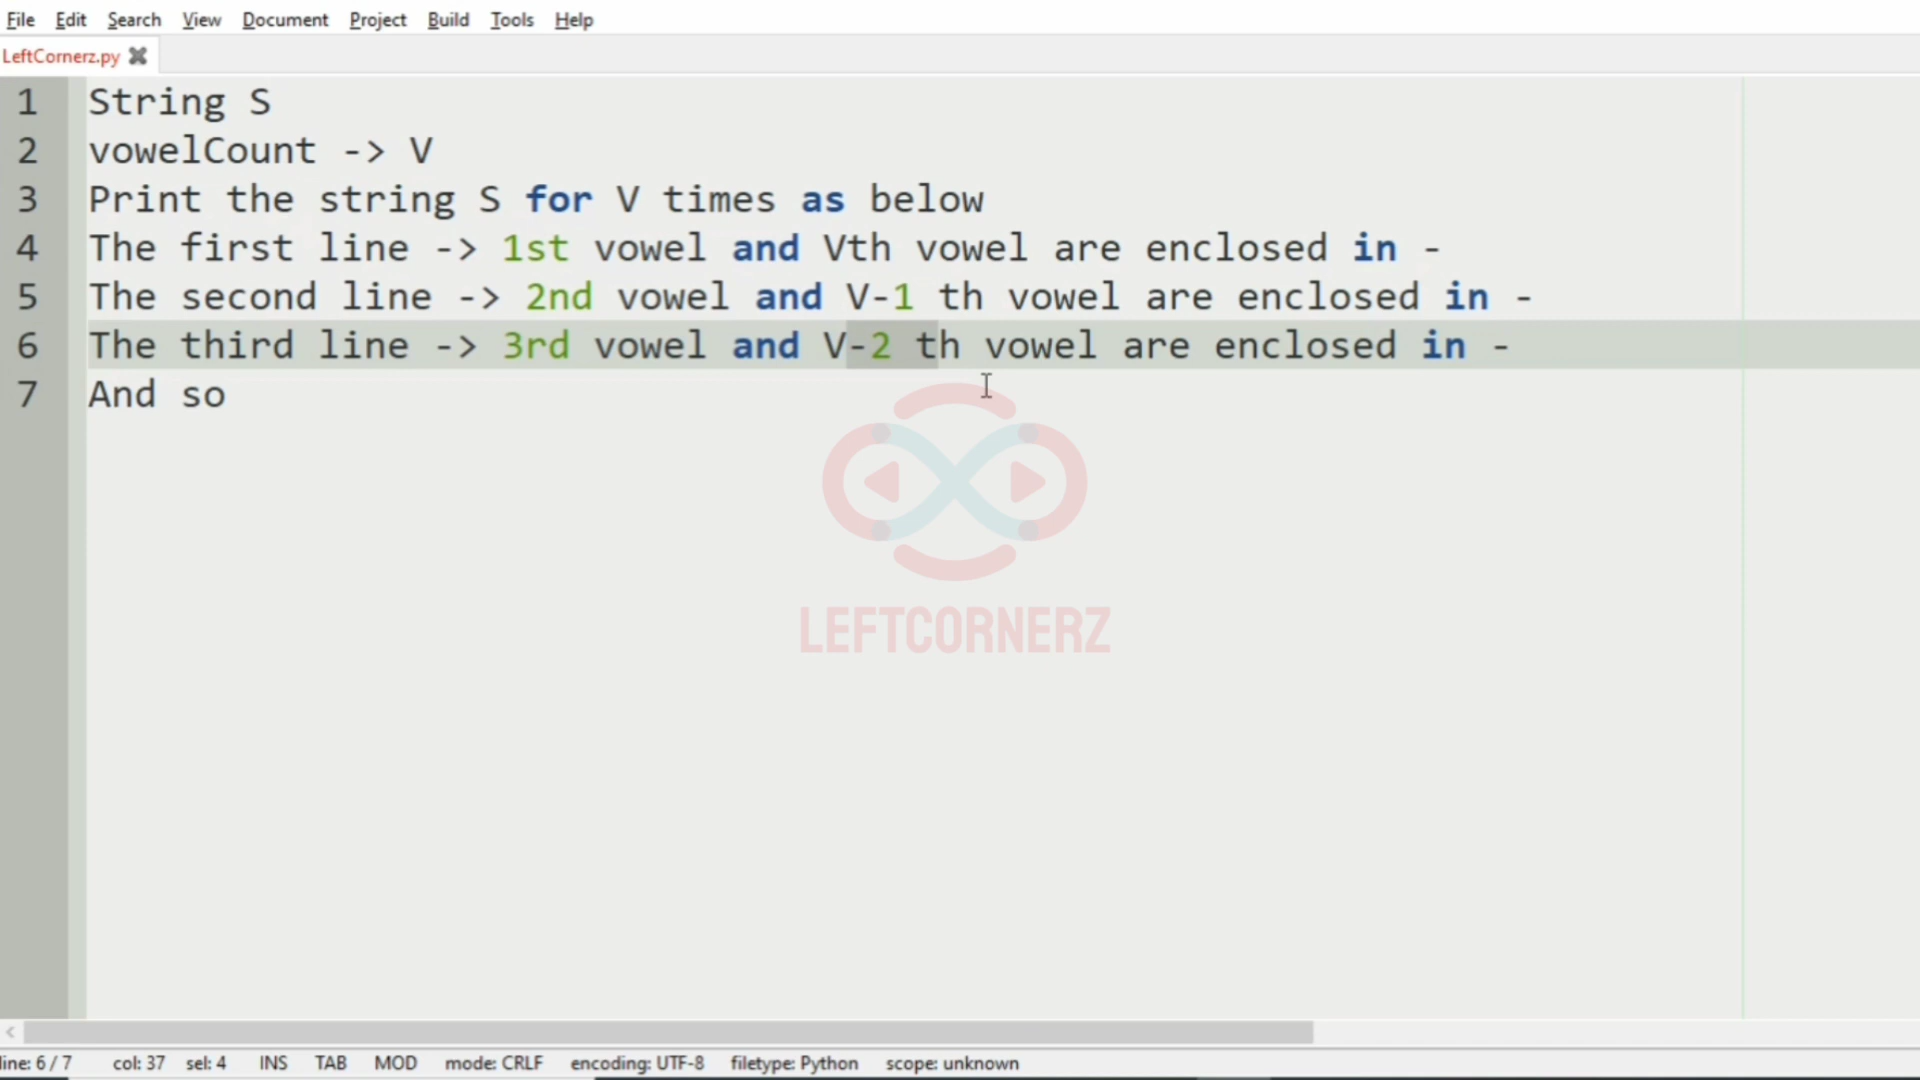 File Edit Search View Document Project Build Tools Help
LeftCornerz.py
1 String S
2 vowelCount -> V
3 Print the string S for V times as below
4 The first line -> 1st vowel and Vth vowel are enclosed in -
5 The second line -> 2nd vowel and V-1 th vowel are enclosed in -
6 The third line -> 3rd vowel and V-2 th vowel are enclosed in -
7 And so
LEFTCORNERZ
line: 6 / 7 col: 37 sel: 4 INS TAB MOD mode: CRLF encoding: UTF-8 filetype: Python scope: unknown